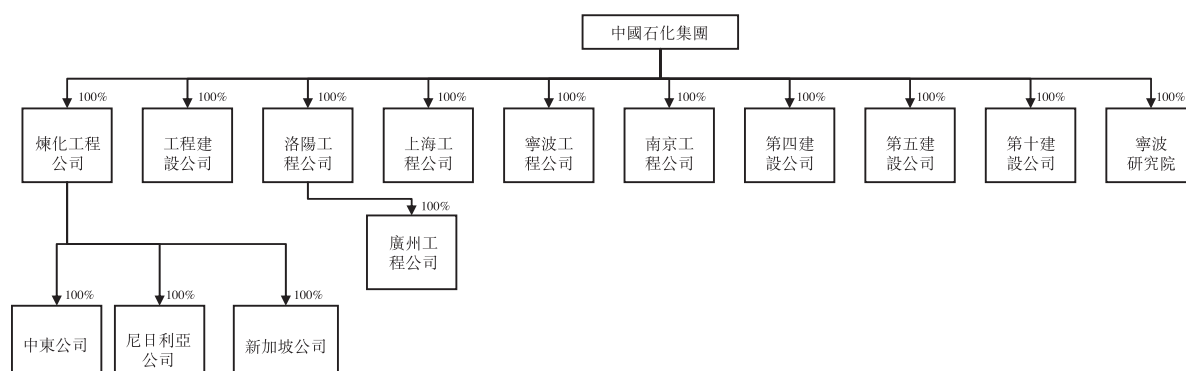 中國石化集團
100% 100% 100% 100% 100% 100% 100% 100% 100% 100%
煉化工程 工程建 洛陽工 上海工 寧波工 南京工 第四建 第五建 第十建 寧波
公司 設公司 程公司 程公司 程公司 程公司 設公司 設公司 設公司 研究院
100%
廣州工
程公司
100% 100% 100%
中東公司 尼日利亞 新加坡公司
公司